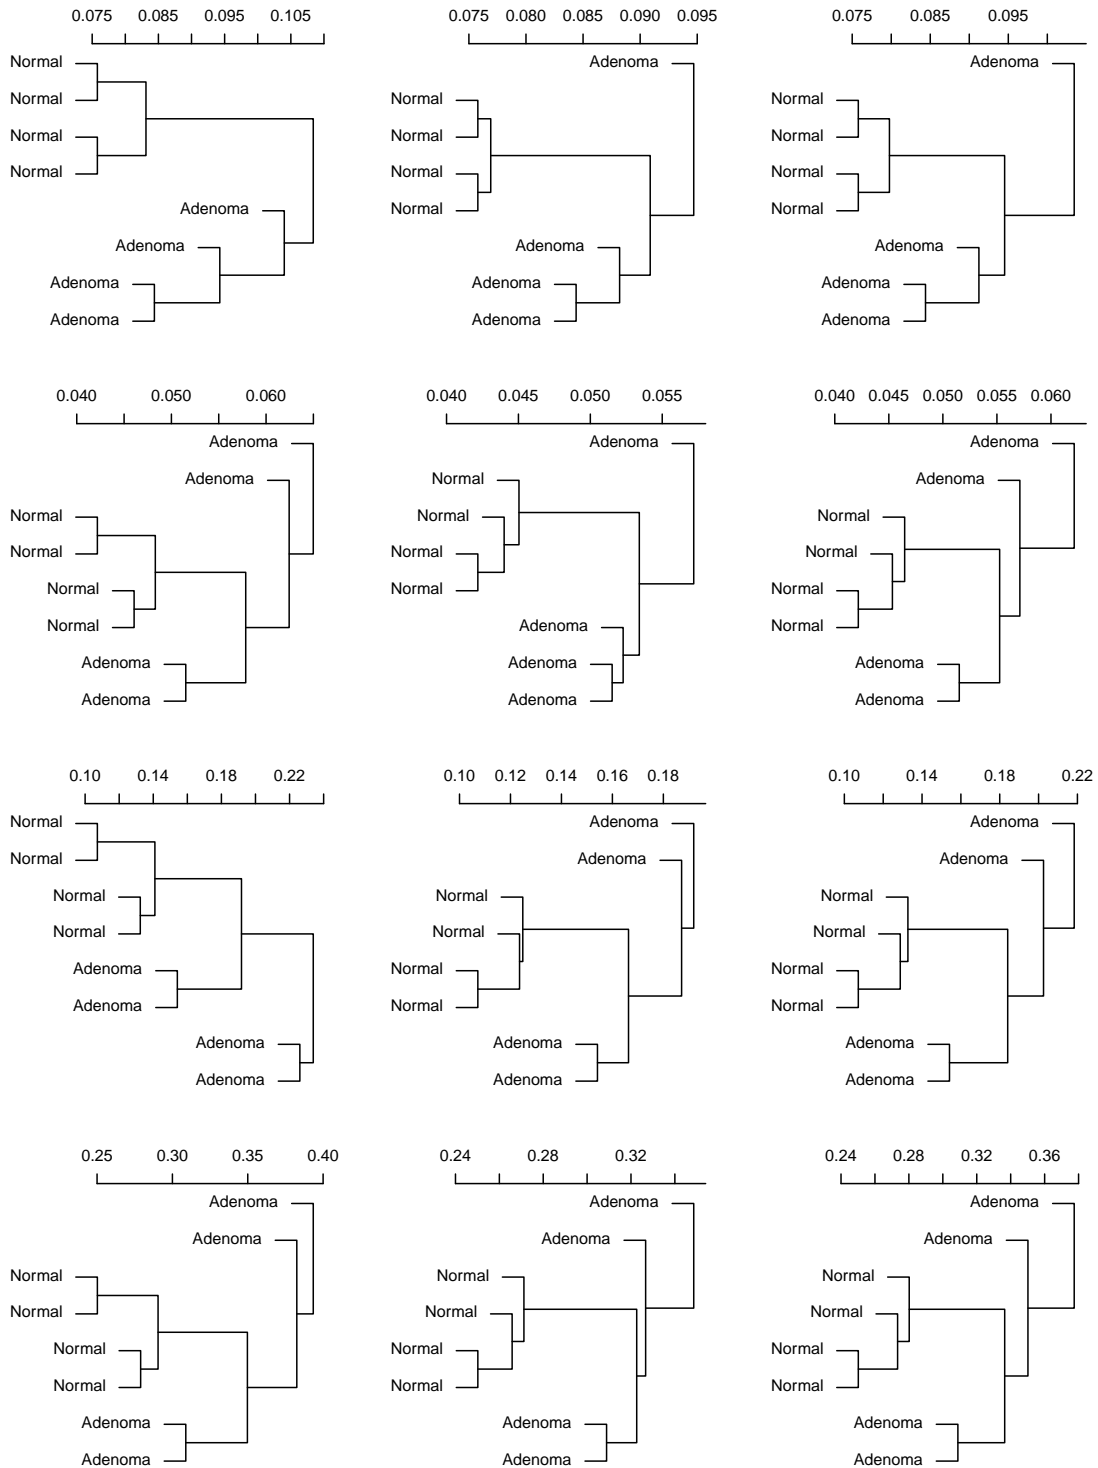 0.075 0.085 0.095 0.105
Normal
Normal
Normal
Normal
Adenoma
Adenoma
Adenoma
Adenoma
0.075 0.080 0.085 0.090 0.095
Adenoma
Normal
Normal
Normal
Normal
Adenoma
Adenoma
Adenoma
0.075 0.085 0.095
Adenoma
Normal
Normal
Normal
Normal
Adenoma
Adenoma
Adenoma
0.040 0.050 0.060
Adenoma
Adenoma
Normal
Normal
Normal
Normal
Adenoma
Adenoma
0.040 0.045 0.050 0.055
Adenoma
Normal
Normal
Normal
Normal
Adenoma
Adenoma
Adenoma
0.040 0.045 0.050 0.055 0.060
Adenoma
Adenoma
Normal
Normal
Normal
Normal
Adenoma
Adenoma
0.10 0.14 0.18 0.22
Normal
Normal
Normal
Normal
Adenoma
Adenoma
Adenoma
Adenoma
0.10 0.12 0.14 0.16 0.18
Adenoma
Adenoma
Normal
Normal
Normal
Normal
Adenoma
Adenoma
0.10 0.14 0.18 0.22
Adenoma
Adenoma
Normal
Normal
Normal
Normal
Adenoma
Adenoma
0.25 0.30 0.35 0.40
Adenoma
Adenoma
Normal
Normal
Normal
Normal
Adenoma
Adenoma
0.24 0.28 0.32
Adenoma
Adenoma
Normal
Normal
Normal
Normal
Adenoma
Adenoma
0.24 0.28 0.32 0.36
Adenoma
Adenoma
Normal
Normal
Normal
Normal
Adenoma
Adenoma